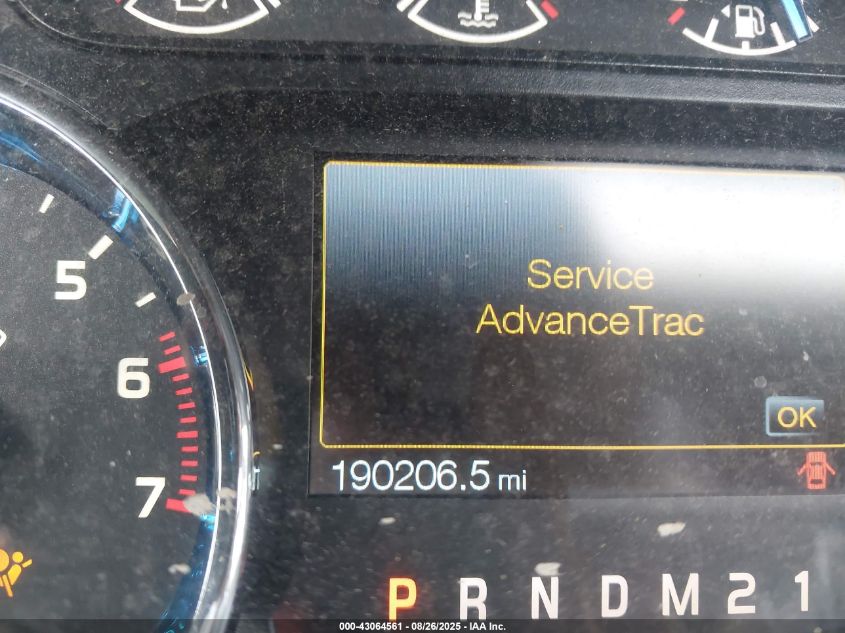 5
6
7
Service
AdvanceTrac
OK
190206.5 mi
P R N D M 2 1
000-43064561 - 08/26/2025 - IAA Inc.